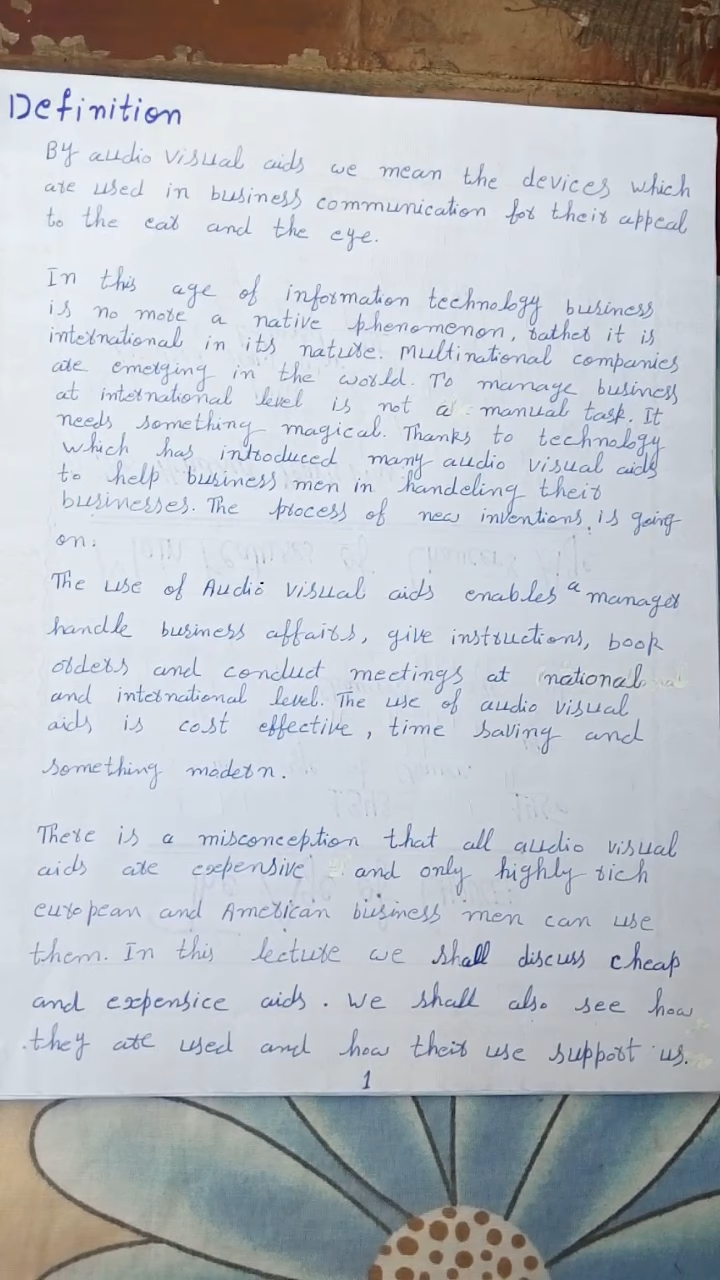 Definition
By audio visual aids we mean the devices which
are used in business communication for their appeal
to the ear and the eye.
In this age of information technology business
is no more a native phenomenon, rather it is
international in its nature. Multinational companies
are emerging in the world. To manage business
at international level is not a manual task. It
needs something magical. Thanks to technology
which has introduced many audio visual aids
to help business men in handeling their
businesses. The process of new inventions is going
on.
The use of Audio visual aids enables a manager
handle business affairs, give instructions, book
orders and conduct meetings at national
and international level. The use of audio visual
aids is cost effective, time saving and
something modern.
There is a misconception that all audio visual
aids are expensive and only highly rich
european and American business men can use
them. In this lecture we shall discuss cheap
and expensice aids. We shall also see how
they are used and how their use support us.
1